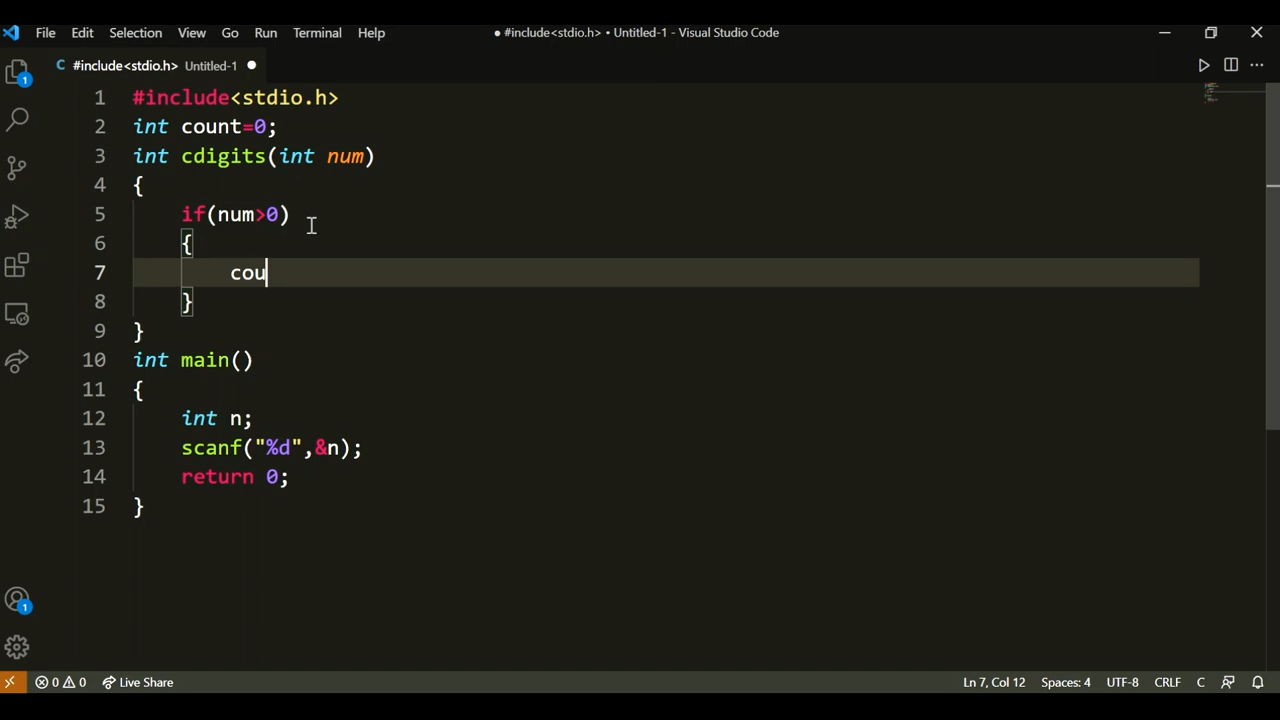 File Edit Selection View Go Run Terminal Help ● #include<stdio.h> • Untitled-1 - Visual Studio Code
C #include<stdio.h> Untitled-1 ●
1 #include<stdio.h>
2 int count=0;
3 int cdigits(int num)
4 {
5 if(num>0)
6 {
7 cou
8 }
9 }
10 int main()
11 {
12 int n;
13 scanf("%d",&n);
14 return 0;
15 }
1
1
0 0 Live Share Ln 7, Col 12 Spaces: 4 UTF-8 CRLF C